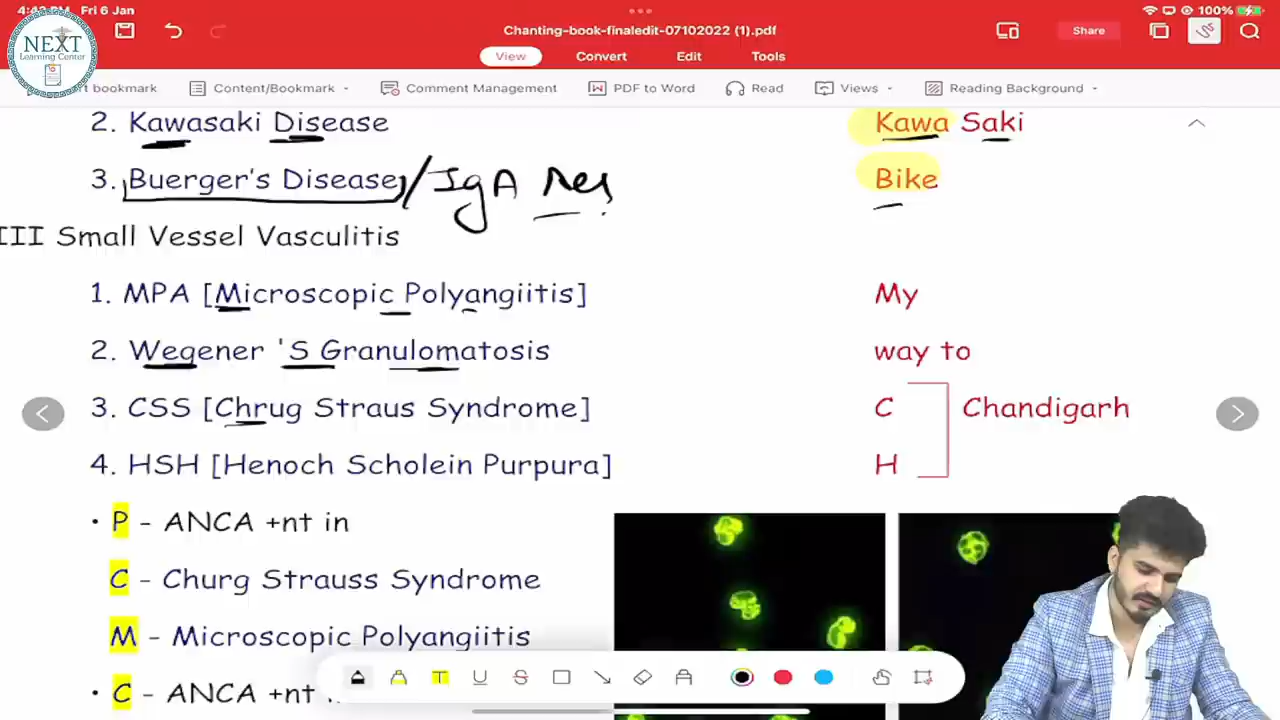 4:43 PM Fri 6 Jan
100%
NEXT
Learning Center
Chanting-book-finaledit-07102022 (1).pdf
Share
View Convert Edit Tools
bookmark Content/Bookmark Comment Management PDF to Word Read Views Reading Background
2. Kawasaki Disease Kawa Saki
3. Buerger's Disease / IgA Bike
III Small Vessel Vasculitis
1. MPA [Microscopic Polyangiitis] My
2. Wegener 'S Granulomatosis way to
3. CSS [Chrug Straus Syndrome] C Chandigarh
4. HSH [Henoch Scholein Purpura] H
• P - ANCA +nt in
C - Churg Strauss Syndrome
M - Microscopic Polyangiitis
• C - ANCA +nt